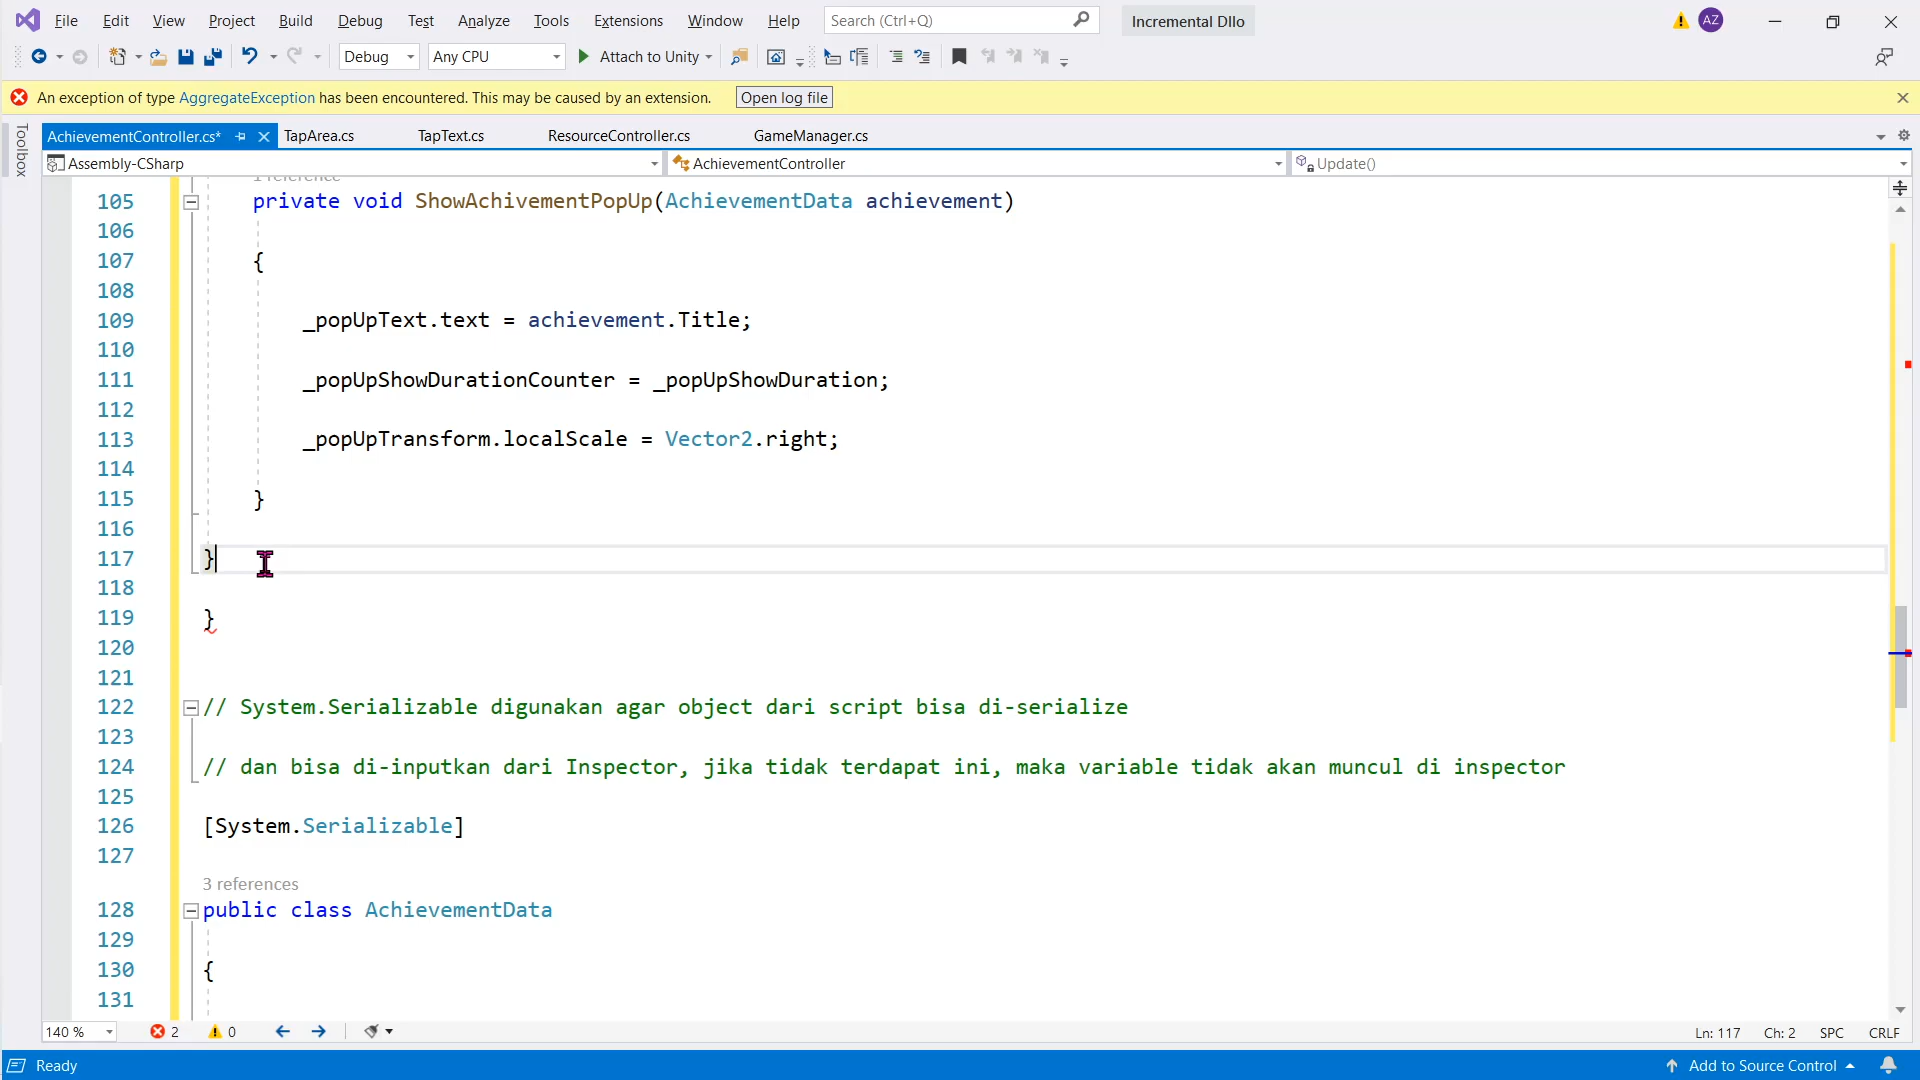 File Edit View Project Build Debug Test Analyze Tools Extensions Window Help Search (Ctrl+Q) Incremental Dllo AZ
Debug Any CPU Attach to Unity
An exception of type AggregateException has been encountered. This may be caused by an extension. Open log file
Toolbox
AchievementController.cs* TapArea.cs TapText.cs ResourceController.cs GameManager.cs
Assembly-CSharp AchievementController Update()
1 reference
105 private void ShowAchivementPopUp(AchievementData achievement)
106
107 {
108
109 _popUpText.text = achievement.Title;
110
111 _popUpShowDurationCounter = _popUpShowDuration;
112
113 _popUpTransform.localScale = Vector2.right;
114
115 }
116
117 }
118
119 }
120
121
122 // System.Serializable digunakan agar object dari script bisa di-serialize
123
124 // dan bisa di-inputkan dari Inspector, jika tidak terdapat ini, maka variable tidak akan muncul di inspector
125
126 [System.Serializable]
127
3 references
128 public class AchievementData
129
130 {
131
140 % 2 0 Ln: 117 Ch: 2 SPC CRLF
Ready Add to Source Control